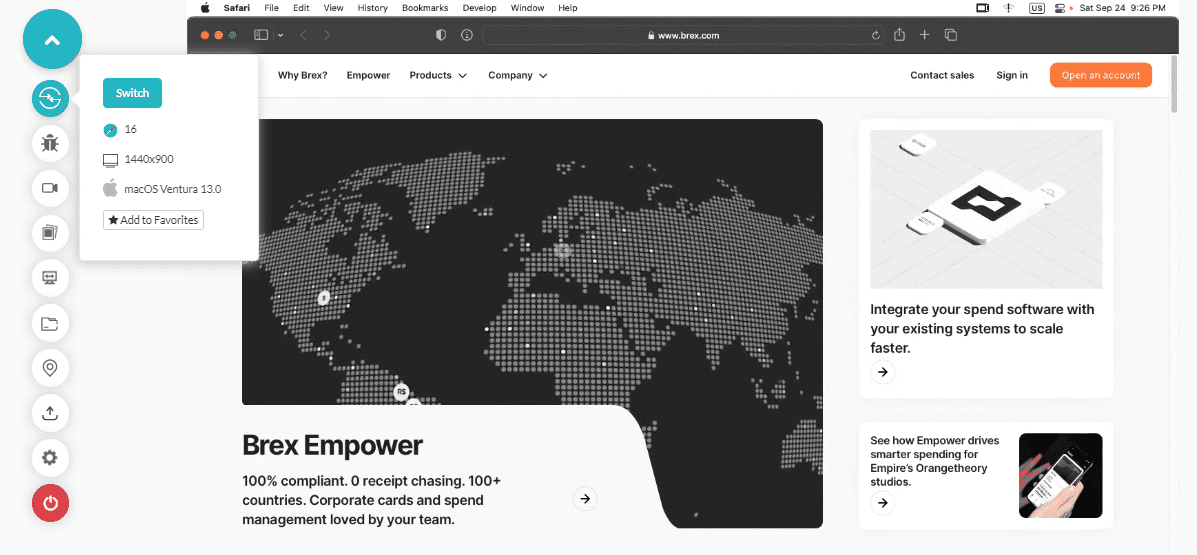 Safari File Edit View History Bookmarks Develop Window Help
US Sat Sep 24 9:26 PM
www.brex.com
Switch
16
1440x900
macOS Ventura 13.0
Add to Favorites
Why Brex? Empower Products Company
Contact sales Sign in Open an account
$
R$
Brex Empower
100% compliant. 0 receipt chasing. 100+
countries. Corporate cards and spend
management loved by your team.
Integrate your spend software with
your existing systems to scale
faster.
See how Empower drives
smarter spending for
Empire's Orangetheory
studios.